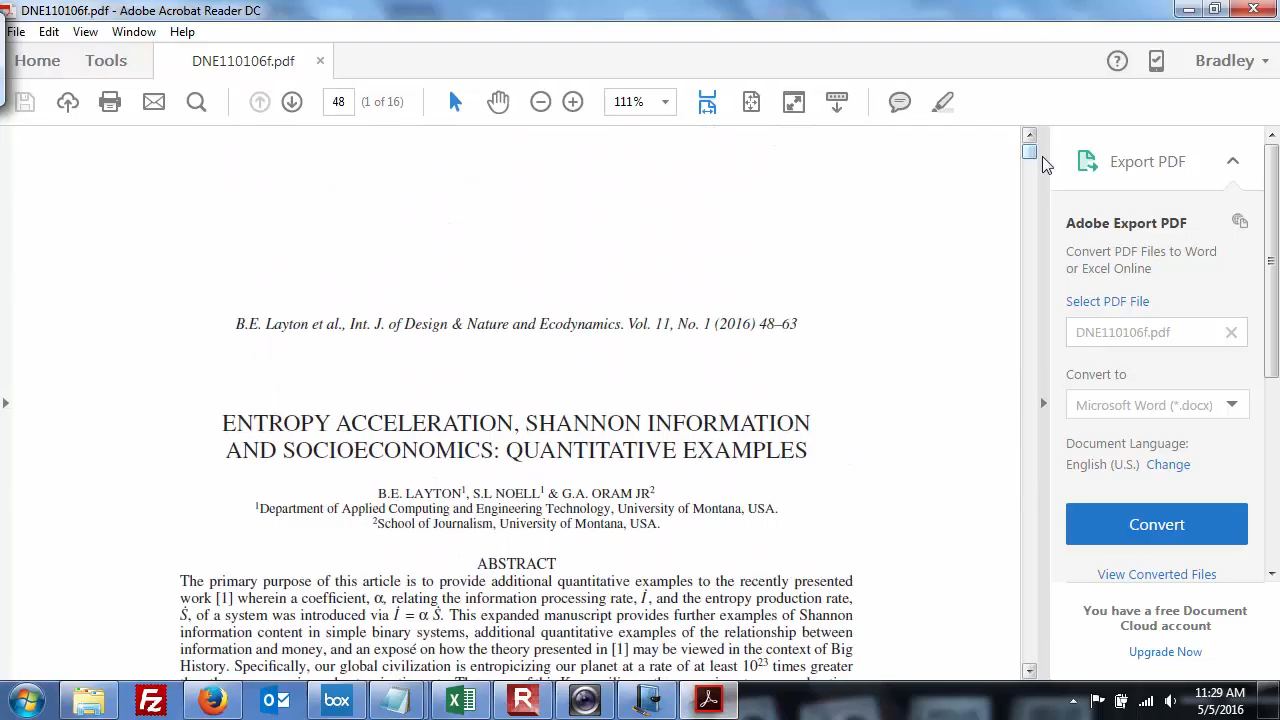 DNE110106f.pdf - Adobe Acrobat Reader DC
File Edit View Window Help
Home Tools DNE110106f.pdf × Bradley
48 (1 of 16) 111%
B.E. Layton et al., Int. J. of Design & Nature and Ecodynamics. Vol. 11, No. 1 (2016) 48–63
ENTROPY ACCELERATION, SHANNON INFORMATION
AND SOCIOECONOMICS: QUANTITATIVE EXAMPLES
B.E. LAYTON¹, S.L NOELL¹ & G.A. ORAM JR²
¹Department of Applied Computing and Engineering Technology, University of Montana, USA.
²School of Journalism, University of Montana, USA.
ABSTRACT
The primary purpose of this article is to provide additional quantitative examples to the recently presented
work [1] wherein a coefficient, α, relating the information processing rate, İ, and the entropy production rate,
Ṡ, of a system was introduced via İ = α Ṡ. This expanded manuscript provides further examples of Shannon
information content in simple binary systems, additional quantitative examples of the relationship between
information and money, and an exposé on how the theory presented in [1] may be viewed in the context of Big
History. Specifically, our global civilization is entropicizing our planet at a rate of at least 10²³ times greater
Export PDF
Adobe Export PDF
Convert PDF Files to Word
or Excel Online
Select PDF File
DNE110106f.pdf
Convert to
Microsoft Word (*.docx)
Document Language:
English (U.S.) Change
Convert
View Converted Files
You have a free Document
Cloud account
Upgrade Now
box
11:29 AM
5/5/2016